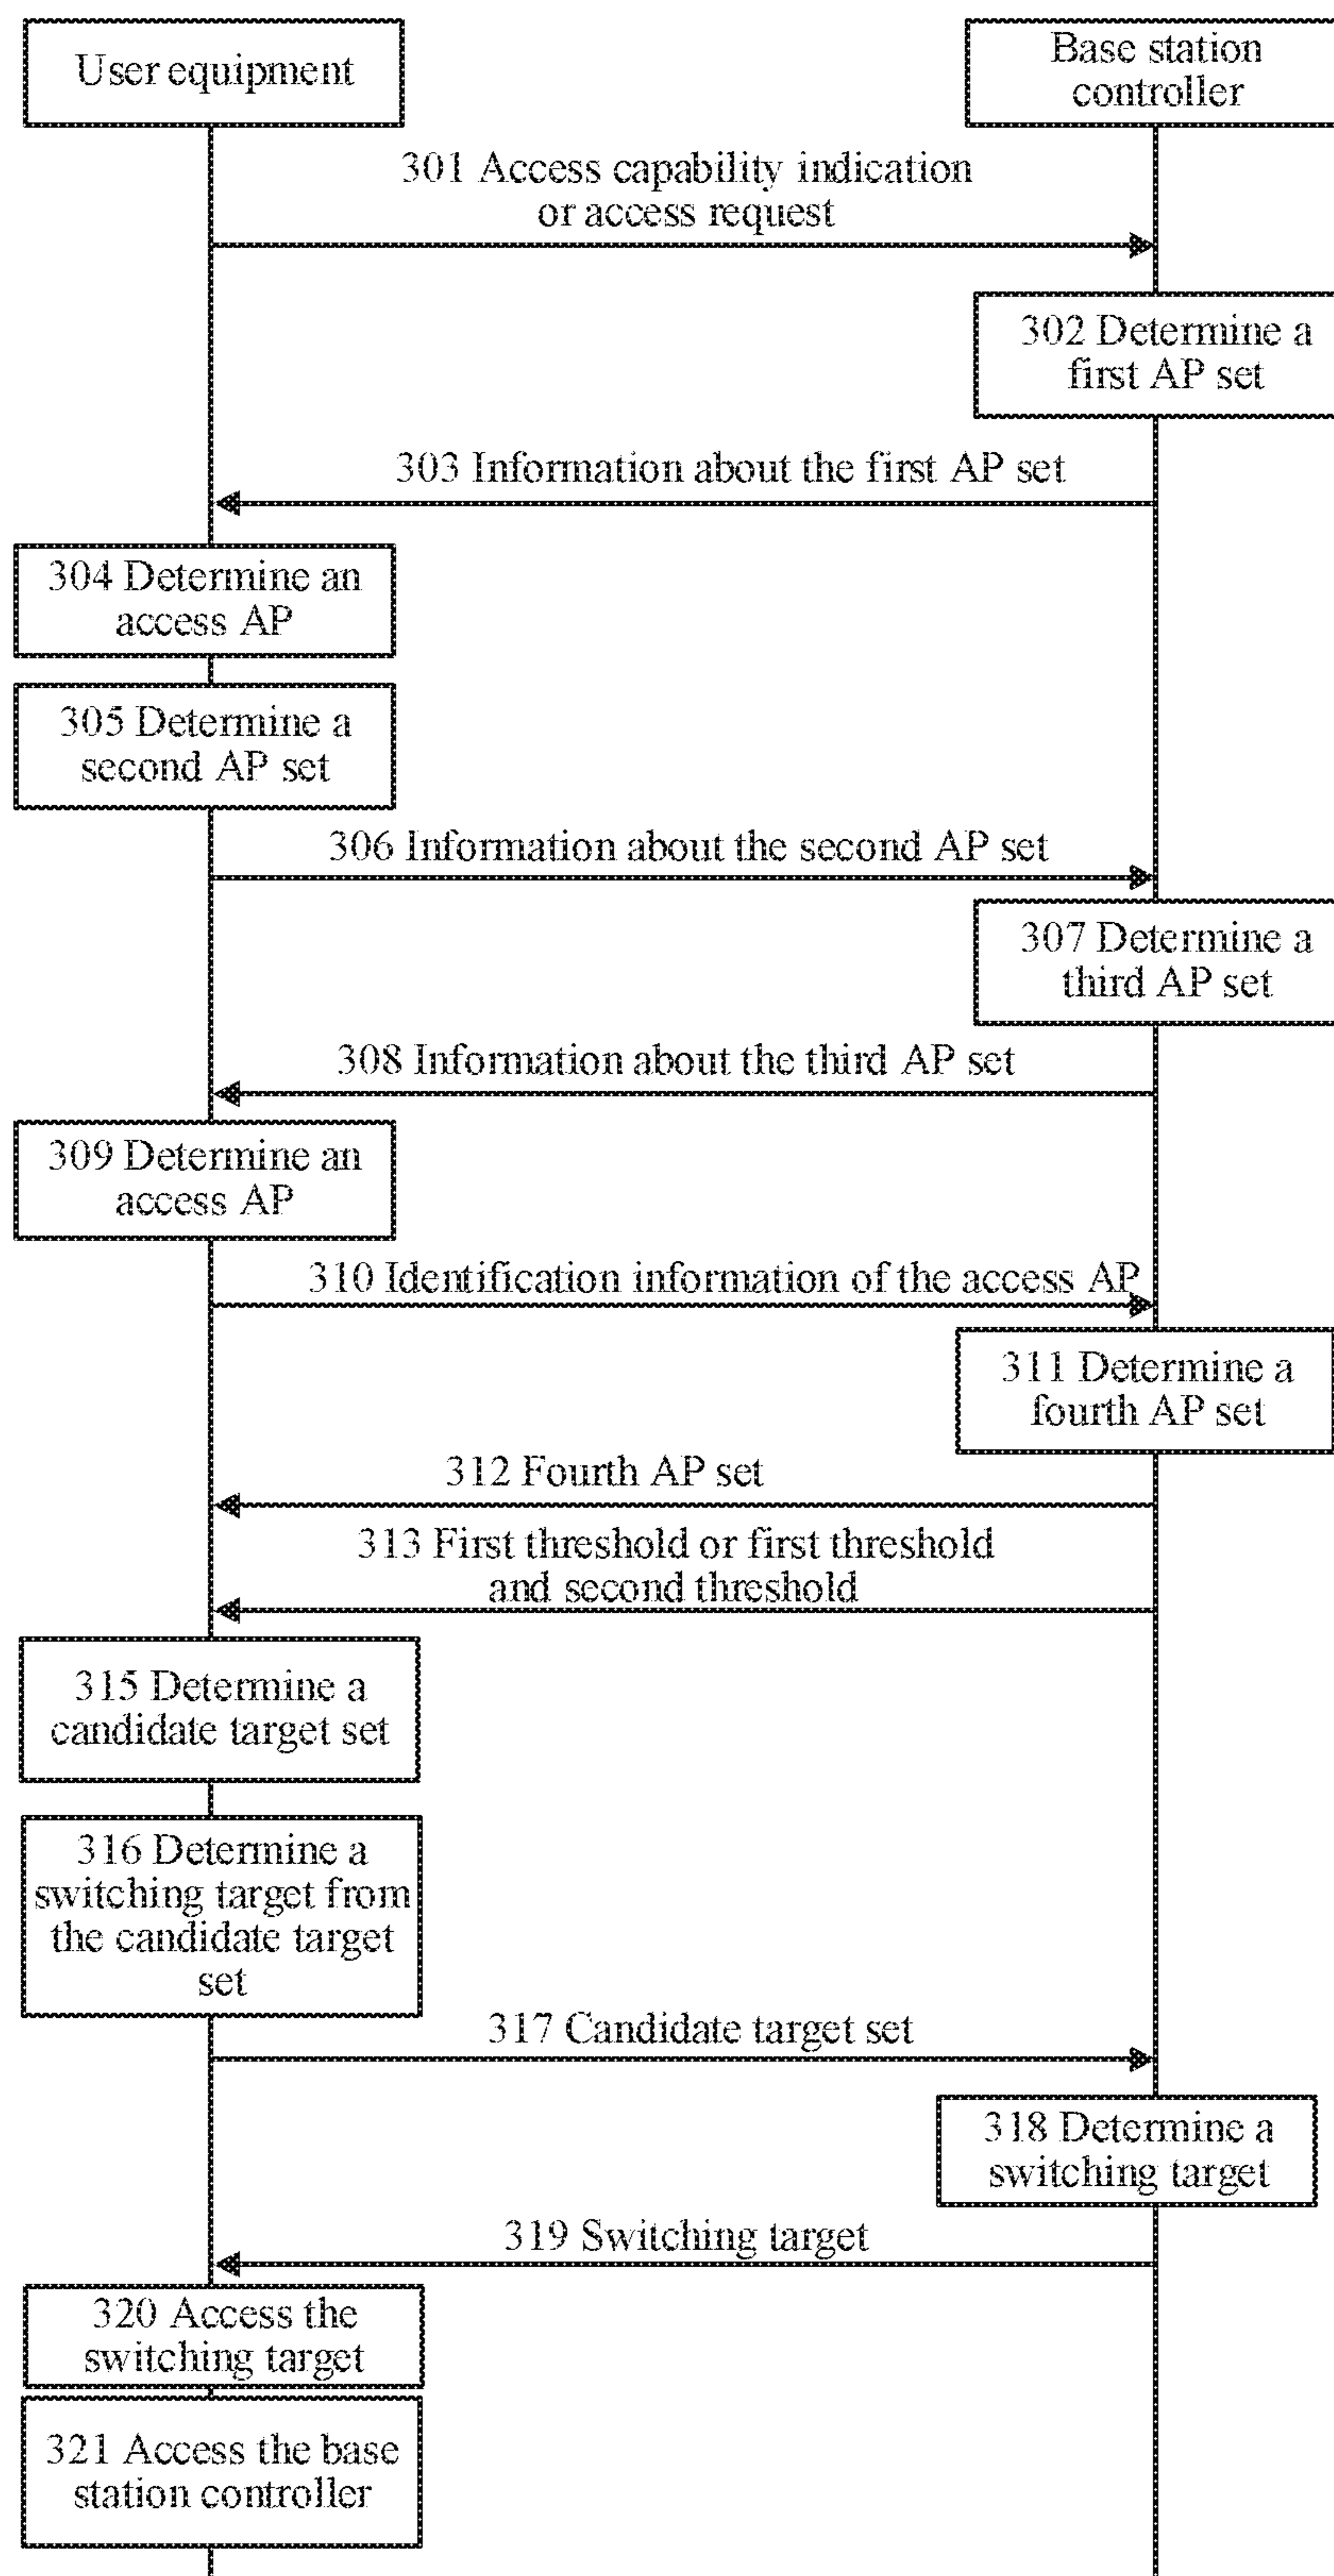 User equipment
Base station
controller
301 Access capability indication
or access request
302 Determine a
first AP set
303 Information about the first AP set
304 Determine an
access AP
305 Determine a
second AP set
306 Information about the second AP set
307 Determine a
third AP set
308 Information about the third AP set
309 Determine an
access AP
310 Identification information of the access AP
311 Determine a
fourth AP set
312 Fourth AP set
313 First threshold or first threshold
and second threshold
315 Determine a
candidate target set
316 Determine a
switching target from
the candidate target
set
317 Candidate target set
318 Determine a
switching target
319 Switching target
320 Access the
switching target
321 Access the base
station controller